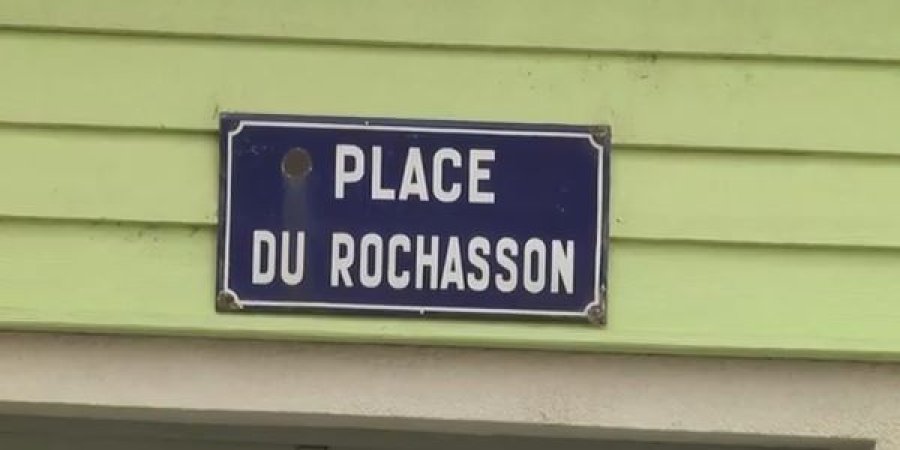 PLACE
DU ROCHASSON